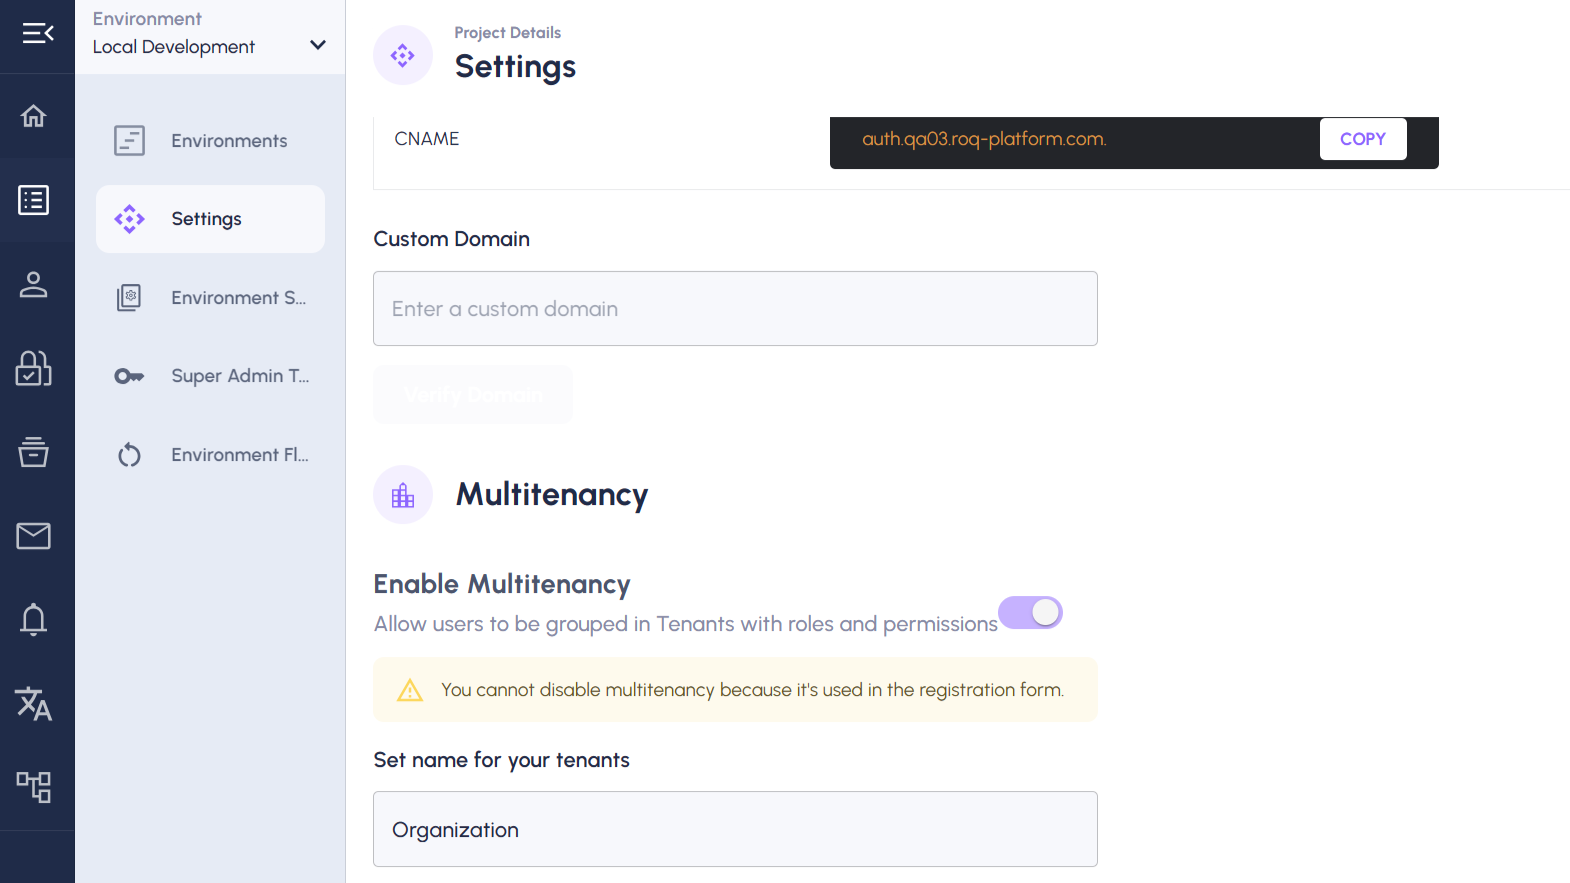 Environment
Local Development
Environments
Settings
Environment S...
Super Admin T...
Environment Fl...
Project Details
Settings
CNAME
auth.qa03.roq-platform.com.
COPY
Custom Domain
Enter a custom domain
Verify Domain
Multitenancy
Enable Multitenancy
Allow users to be grouped in Tenants with roles and permissions
You cannot disable multitenancy because it's used in the registration form.
Set name for your tenants
Organization